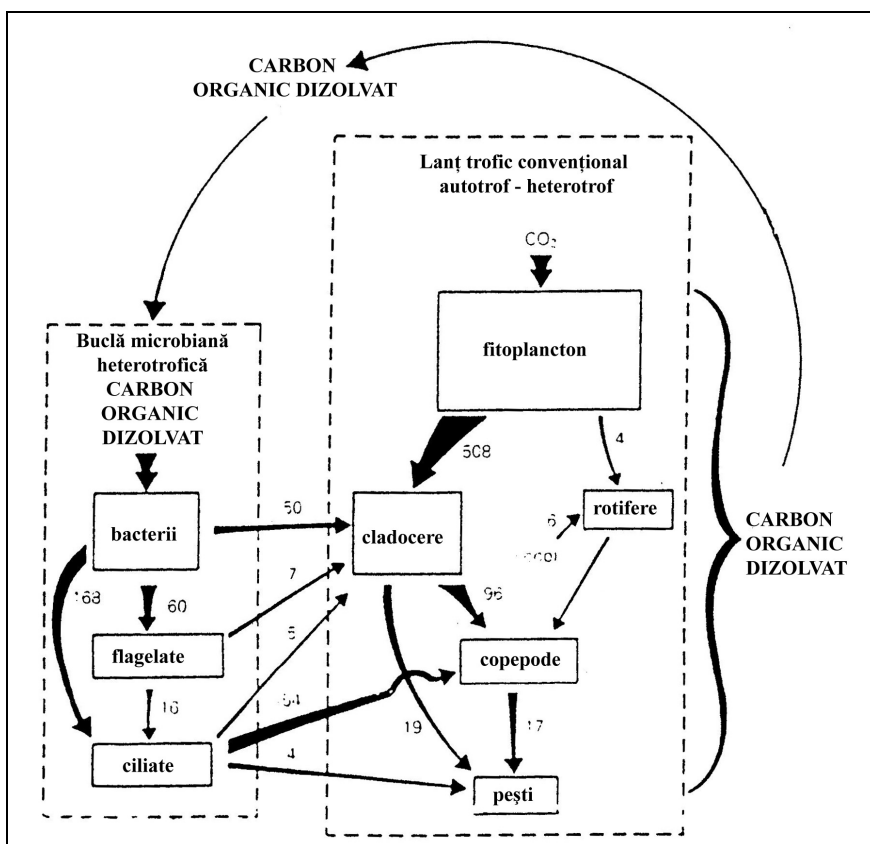 CARBON
ORGANIC DIZOLVAT
Lanț trofic convențional
autotrof - heterotrof
CO₂
Buclă microbiană
heterotrofică
CARBON
ORGANIC
DIZOLVAT
fitoplancton
508
4
bacterii
50
cladocere
6
rotifere
CARBON
ORGANIC
DIZOLVAT
168
60
7
96
flagelate
5
copepode
16
19
17
ciliate
4
pești